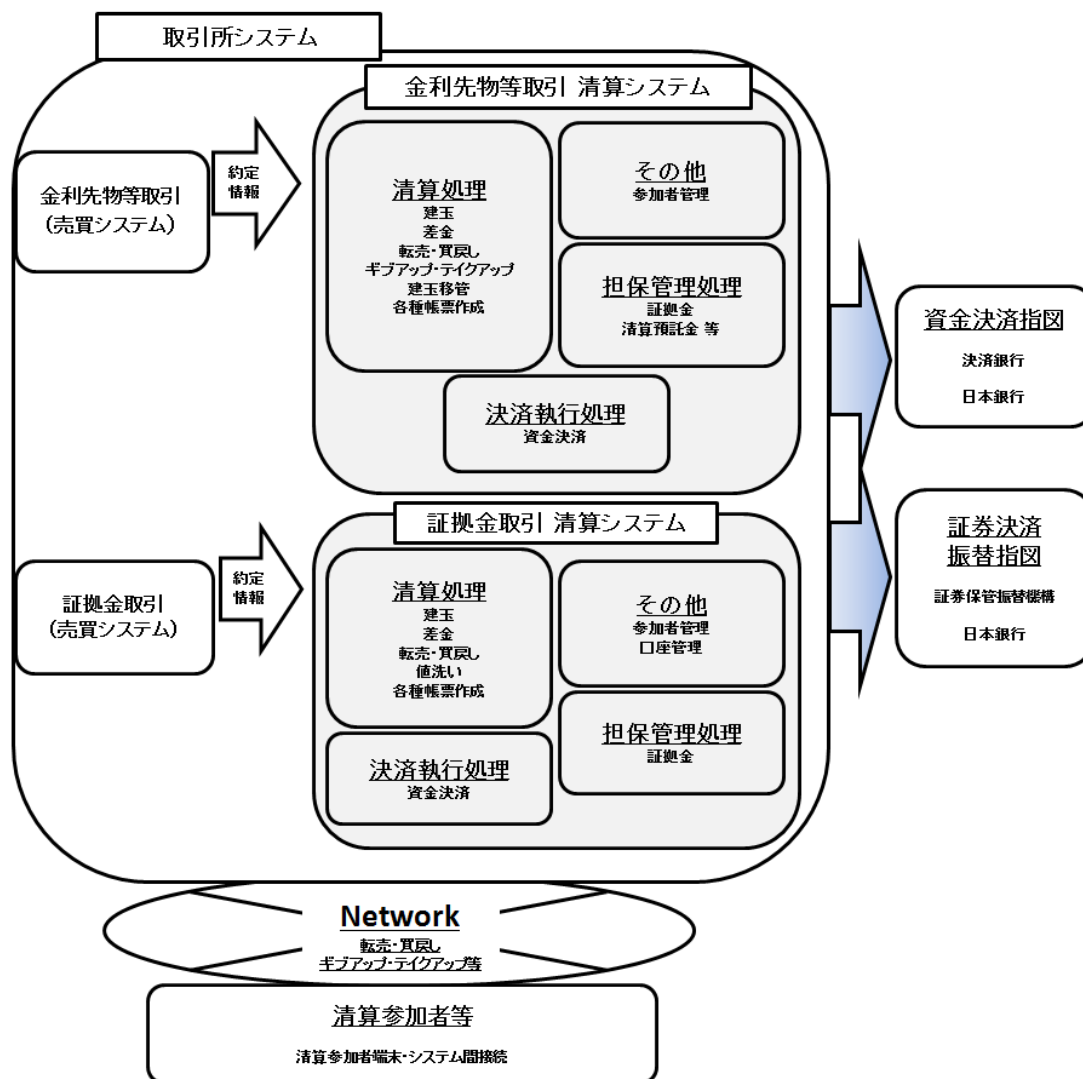 取引所システム
金利先物等取引 清算システム
金利先物等取引
(売買システム)
約定
情報
清算処理
建玉
差金
転売・買戻し
ギブアップ・テイクアップ
建玉移管
各種帳票作成
その他
参加者管理
担保管理処理
証拠金
清算預託金 等
決済執行処理
資金決済
証拠金取引 清算システム
証拠金取引
(売買システム)
約定
情報
清算処理
建玉
差金
転売・買戻し
値洗い
各種帳票作成
その他
参加者管理
口座管理
決済執行処理
資金決済
担保管理処理
証拠金
資金決済指図
決済銀行
日本銀行
証券決済
振替指図
証券保管振替機構
日本銀行
Network
転売・買戻し
ギブアップ・テイクアップ等
清算参加者等
清算参加者端末・システム間接続